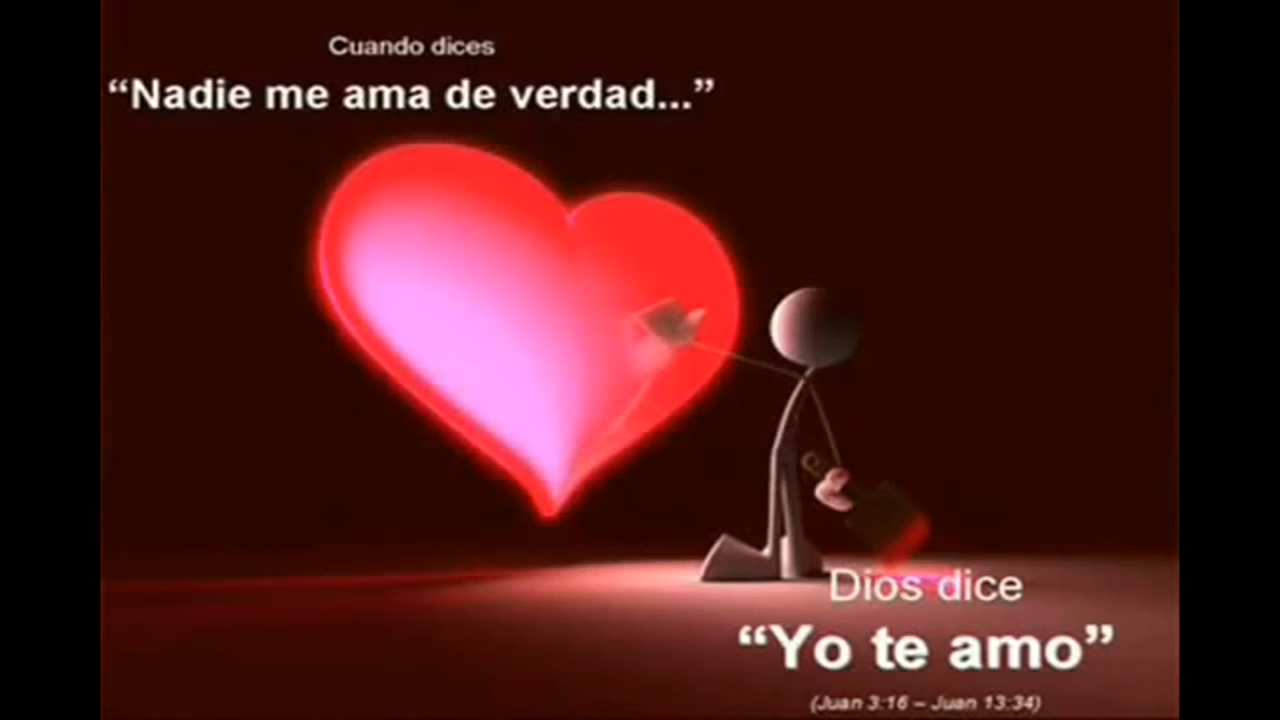 Cuando dices
“Nadie me ama de verdad...”
Dios dice
“Yo te amo”
(Juan 3:16 – Juan 13:34)